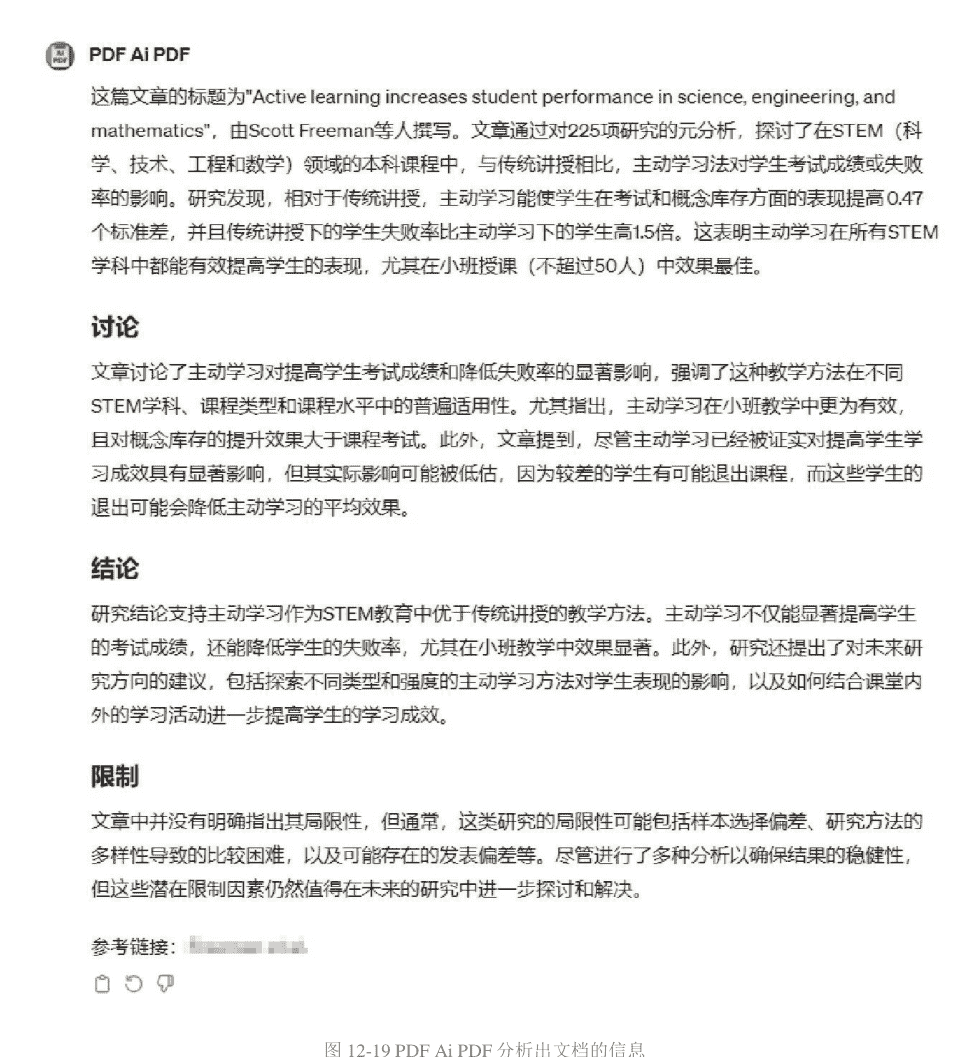 PDF Ai PDF
这篇文章的标题为"Active learning increases student performance in science, engineering, and
mathematics"，由Scott Freeman等人撰写。文章通过对225项研究的元分析，探讨了在STEM（科
学、技术、工程和数学）领域的本科课程中，与传统讲授相比，主动学习法对学生考试成绩或失败
率的影响。研究发现，相对于传统讲授，主动学习能使学生在考试和概念库存方面的表现提高0.47
个标准差，并且传统讲授下的学生失败率比主动学习下的学生高1.5倍。这表明主动学习在所有STEM
学科中都能有效提高学生的表现，尤其在小班授课（不超过50人）中效果最佳。
讨论
文章讨论了主动学习对提高学生考试成绩和降低失败率的显著影响，强调了这种教学方法在不同
STEM学科、课程类型和课程水平中的普遍适用性。尤其指出，主动学习在小班教学中更为有效，
且对概念库存的提升效果大于课程考试。此外，文章提到，尽管主动学习已经被证实对提高学生学
习成效具有显著影响，但其实际影响可能被低估，因为较差的学生有可能退出课程，而这些学生的
退出可能会降低主动学习的平均效果。
结论
研究结论支持主动学习作为STEM教育中优于传统讲授的教学方法。主动学习不仅能显著提高学生
的考试成绩，还能降低学生的失败率，尤其在小班教学中效果显著。此外，研究还提出了对未来研
究方向的建议，包括探索不同类型和强度的主动学习方法对学生表现的影响，以及如何结合课堂内
外的学习活动进一步提高学生的学习成效。
限制
文章中并没有明确指出其局限性，但通常，这类研究的局限性可能包括样本选择偏差、研究方法的
多样性导致的比较困难，以及可能存在的发表偏差等。尽管进行了多种分析以确保结果的稳健性，
但这些潜在限制因素仍然值得在未来的研究中进一步探讨和解决。
参考链接：
图 12-19 PDF Ai PDF 分析出文档的信息